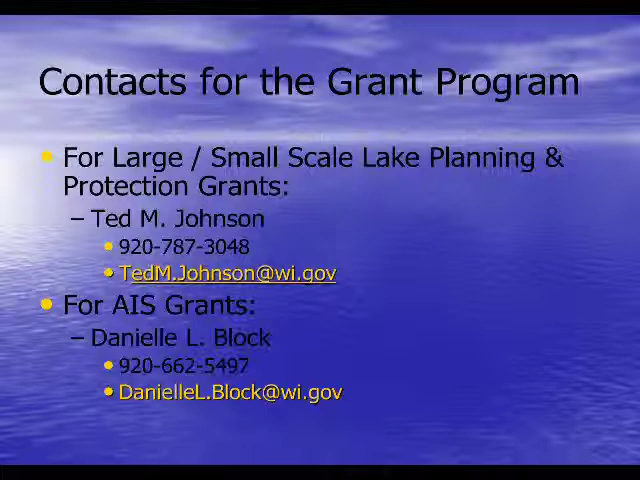 Contacts for the Grant Program
• For Large / Small Scale Lake Planning &
Protection Grants:
– Ted M. Johnson
• 920-787-3048
• TedM.Johnson@wi.gov
• For AIS Grants:
– Danielle L. Block
• 920-662-5497
• DanielleL.Block@wi.gov